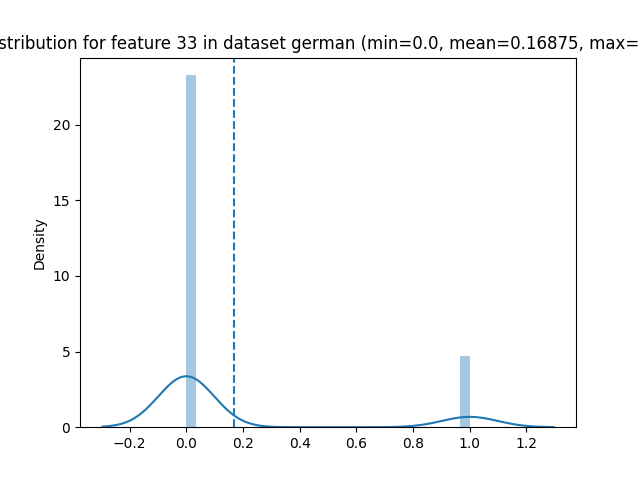 stribution for feature 33 in dataset german (min=0.0, mean=0.16875, max=
Density
20
15
10
5
0
−0.2 0.0 0.2 0.4 0.6 0.8 1.0 1.2